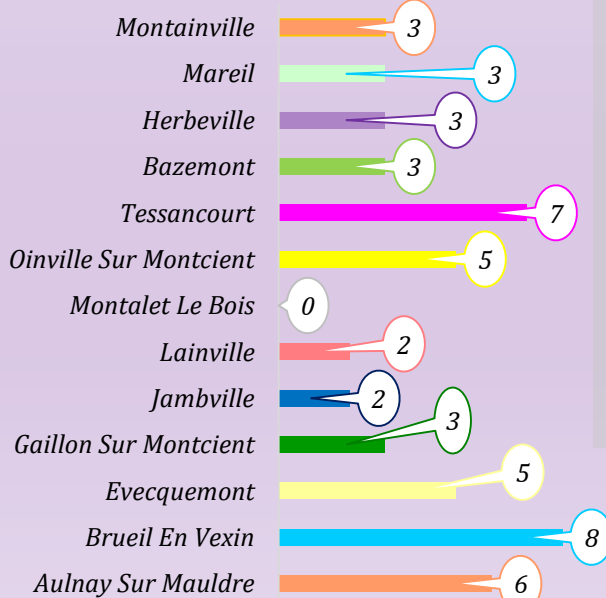 Montainville 3
Mareil 3
Herbeville 3
Bazemont 3
Tessancourt 7
Oinville Sur Montcient 5
Montalet Le Bois 0
Lainville 2
Jambville 2
Gaillon Sur Montcient 3
Evecquemont 5
Brueil En Vexin 8
Aulnay Sur Mauldre 6